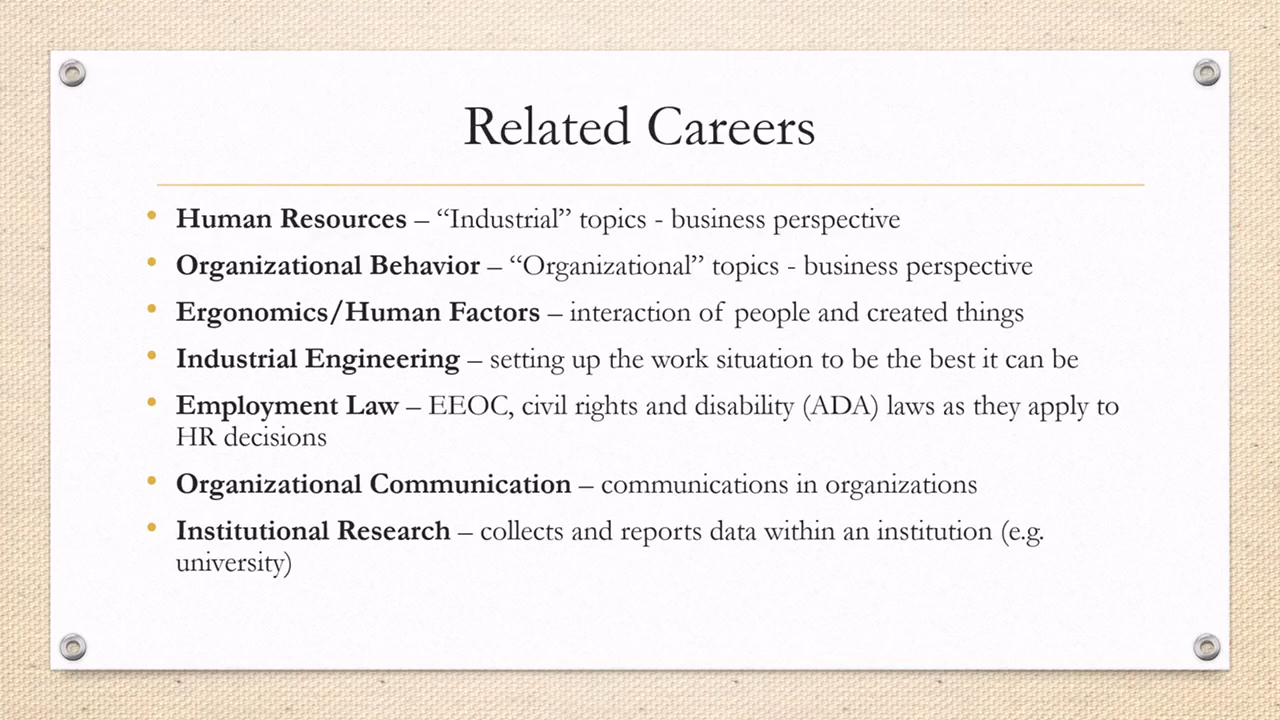 Related Careers
• Human Resources – “Industrial” topics - business perspective
• Organizational Behavior – “Organizational” topics - business perspective
• Ergonomics/Human Factors – interaction of people and created things
• Industrial Engineering – setting up the work situation to be the best it can be
• Employment Law – EEOC, civil rights and disability (ADA) laws as they apply to
HR decisions
• Organizational Communication – communications in organizations
• Institutional Research – collects and reports data within an institution (e.g.
university)